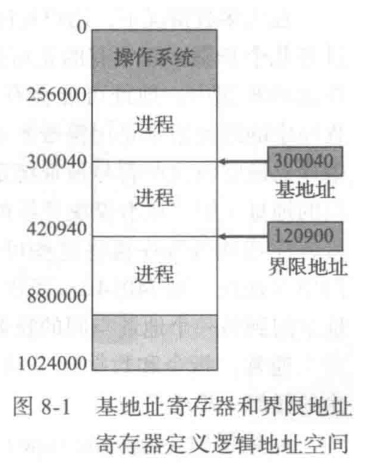 0
操作系统
256000
进程
300040
300040
基地址
进程
420940
120900
界限地址
进程
880000
1024000
图 8-1 基地址寄存器和界限地址
寄存器定义逻辑地址空间